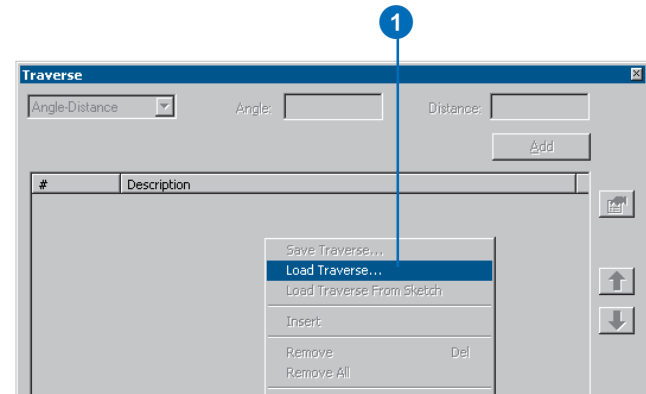 1
Traverse
Angle-Distance Angle: Distance:
Add
# Description
Save Traverse...
Load Traverse...
Load Traverse From Sketch
Insert
Remove Del
Remove All